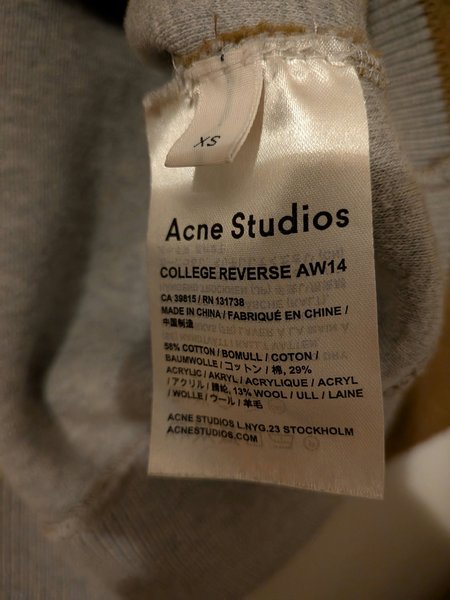 XS
Acne Studios
COLLEGE REVERSE AW14
CA 39815 / RN 131738
MADE IN CHINA / FABRIQUÉ EN CHINE /
中国制造
58% COTTON / BOMULL / COTON /
BAUMWOLLE / COTTON / コットン / 棉, 29%
ACRYLIC / AKRYL / ACRYLIQUE / ACRYL
/ アクリル / 腈纶, 13% WOOL / ULL / LAINE
/ WOLLE / ウール / 羊毛
ACNE STUDIOS L.NYG.23 STOCKHOLM
ACNESTUDIOS.COM